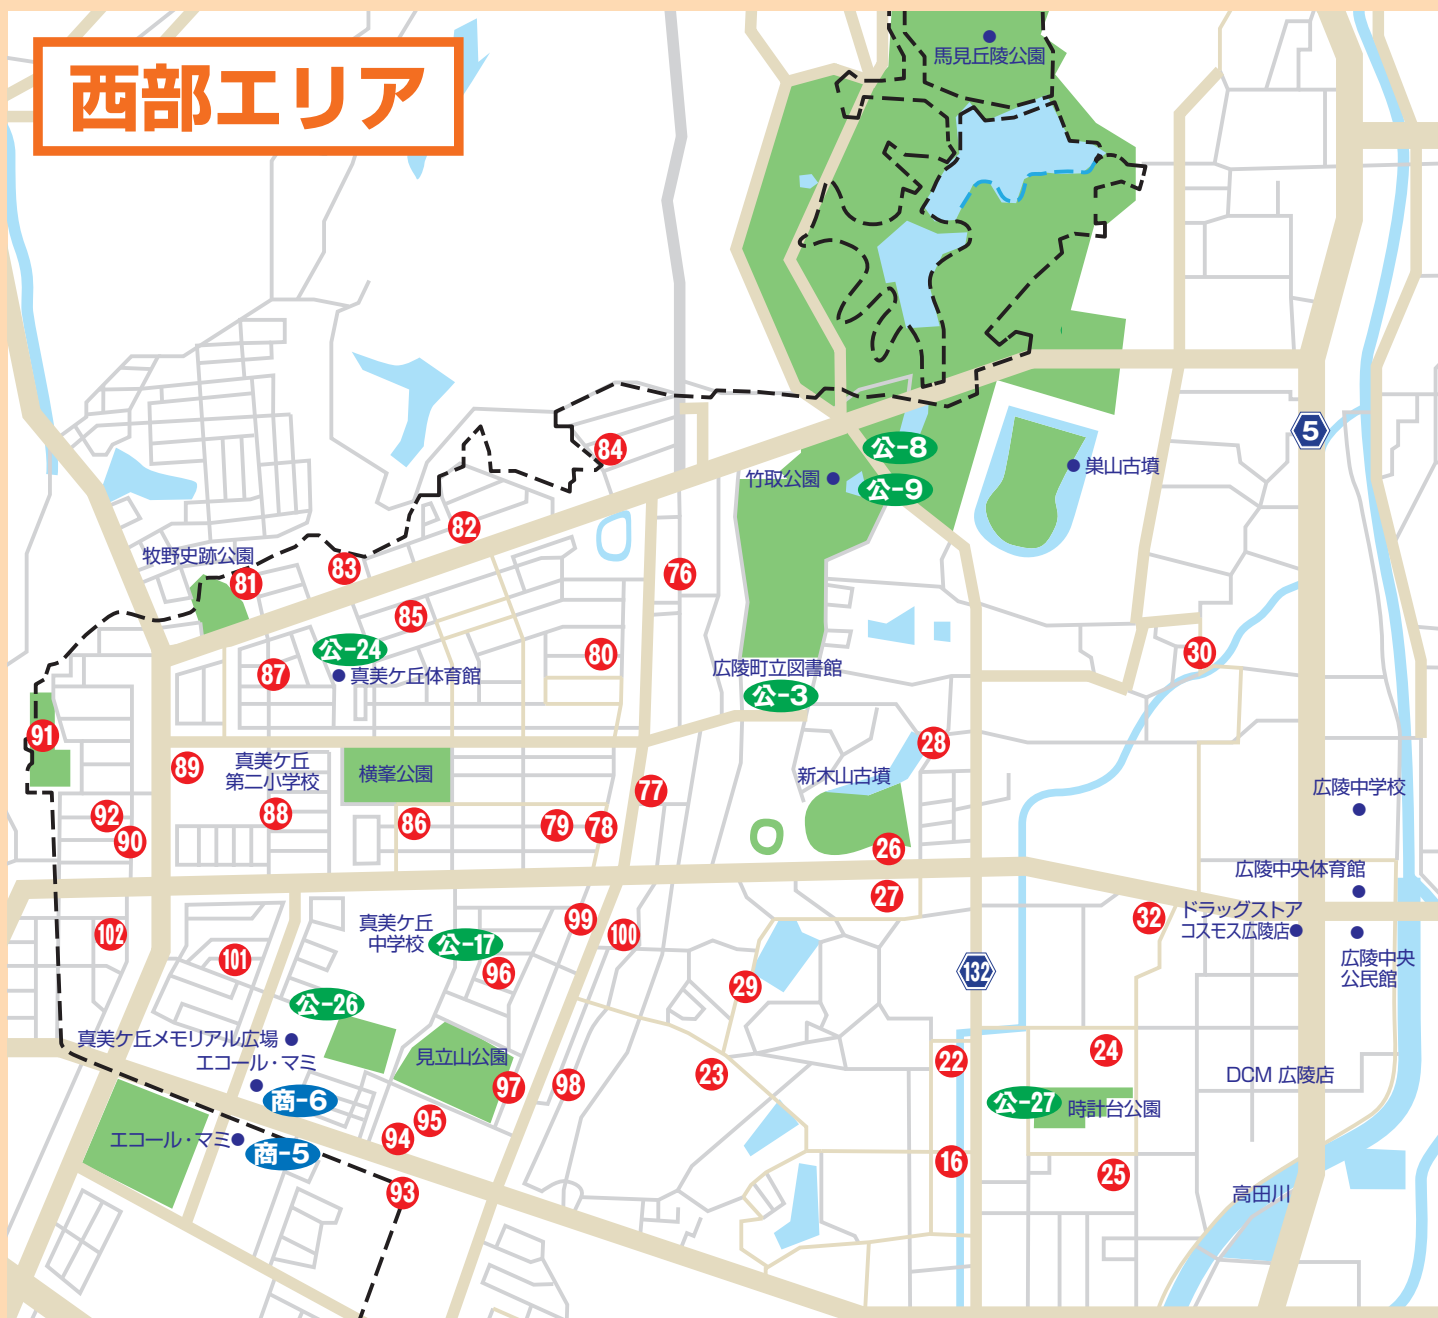 西部エリア
馬見丘陵公園
5
84
公-8
竹取公園
巣山古墳
公-9
82
牧野史跡公園
83
81
76
85
公-24
80
30
87
真美ケ丘体育館
広陵町立図書館
公-3
91
28
89
真美ケ丘
第二小学校
横峯公園
新木山古墳
77
広陵中学校
92
88
86
79
78
90
26
広陵中央体育館
27
ドラッグストア
コスモス広陵店
32
99
100
102
真美ケ丘
中学校
公-17
101
96
広陵中央
公民館
132
29
公-26
真美ケ丘メモリアル広場
エコール・マミ
見立山公園
22
24
23
DCM 広陵店
97
98
商-6
公-27
時計台公園
95
94
エコール・マミ
商-5
16
25
93
高田川